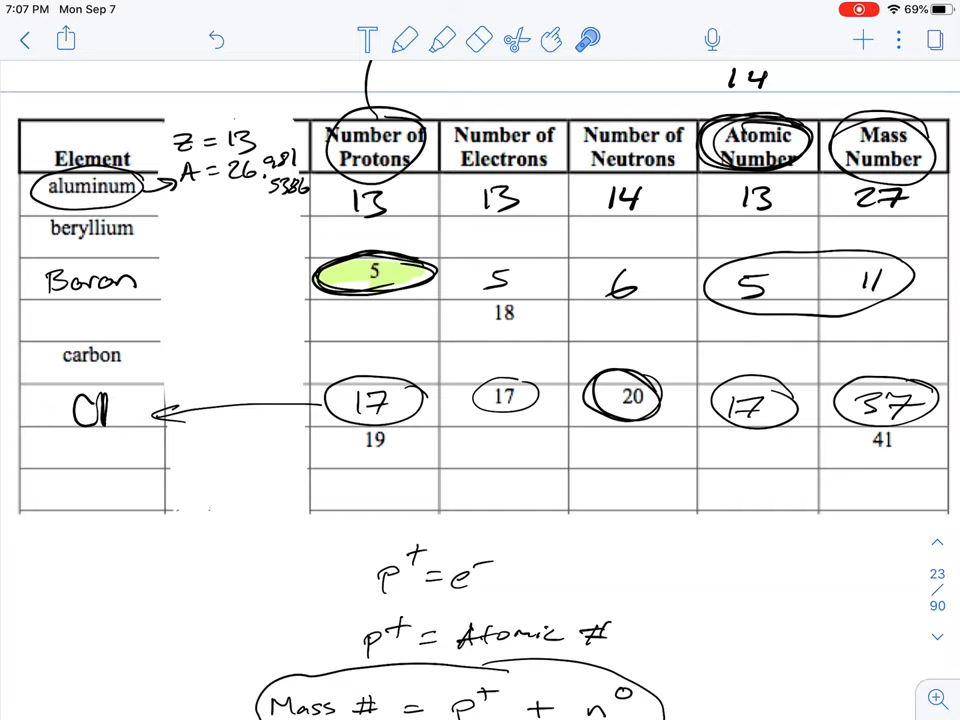 7:07 PM Mon Sep 7
69%
14
Element
Number of Protons
Number of Electrons
Number of Neutrons
Atomic Number
Mass Number
Z = 13
A = 26.981
5386
aluminum 13 13 14 13 27
beryllium
Boron 5 5 6 5 11
18
carbon
Cl 17 17 20 17 37
19 41
p+ = e-
p+ = Atomic #
Mass # = p+ + n0
23
/
90